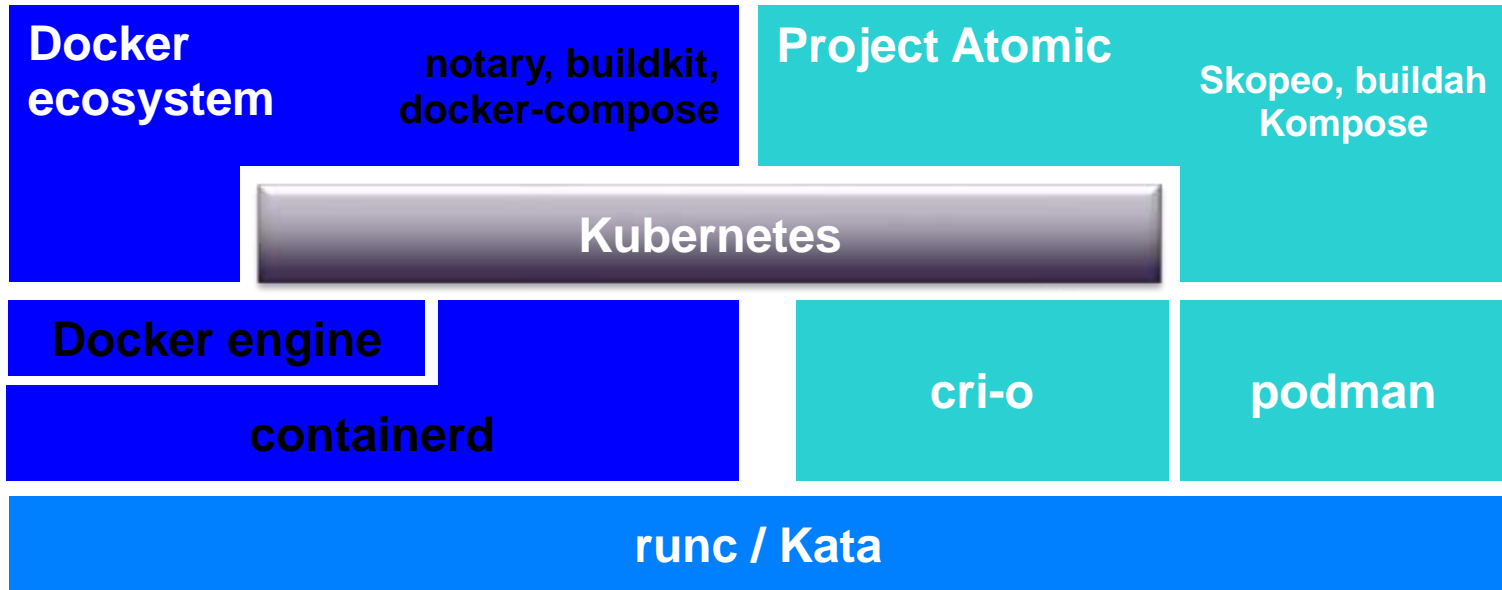 Docker
ecosystem
notary, buildkit,
docker-compose
Project Atomic
Skopeo, buildah
Kompose
Kubernetes
Docker engine
containerd
cri-o
podman
runc / Kata